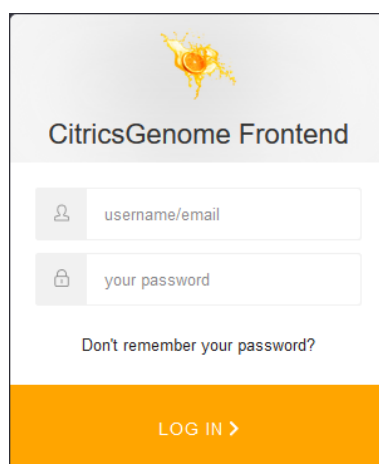 CitricsGenome Frontend
username/email
your password
Don't remember your password?
LOG IN